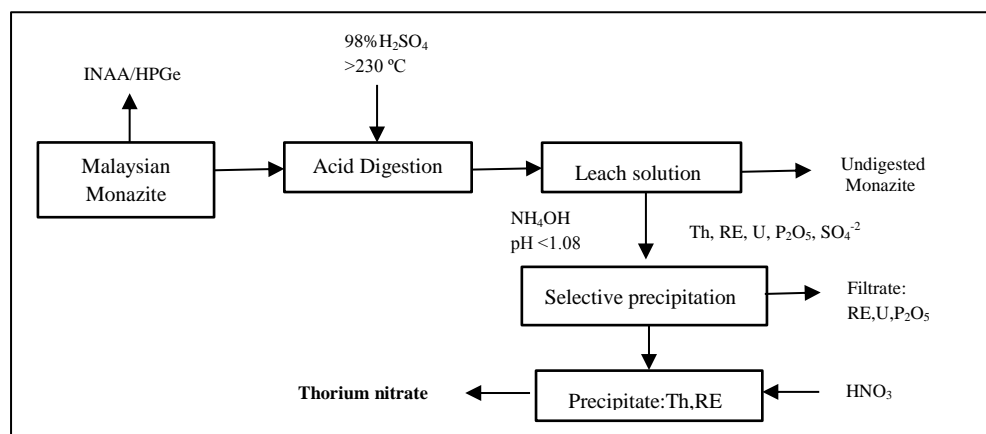 98%H₂SO₄
>230 ºC
INAA/HPGe
Malaysian
Monazite
Acid Digestion
Leach solution
Undigested
Monazite
NH₄OH
pH <1.08
Th, RE, U, P₂O₅, SO₄⁻²
Selective precipitation
Filtrate:
RE,U,P₂O₅
Thorium nitrate
Precipitate:Th,RE
HNO₃